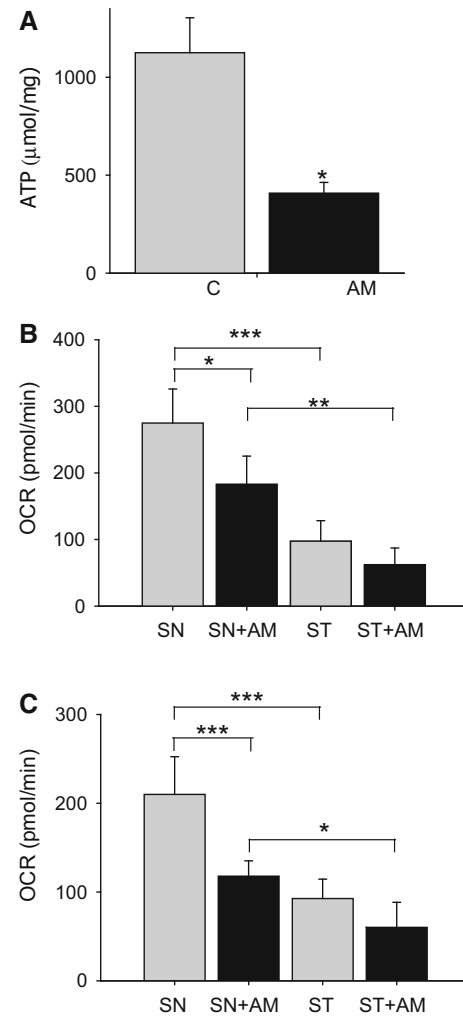 A
ATP (µmol/mg)
1000
500
0
*
C AM
B
OCR (pmol/min)
400
300
200
100
0
***
*
**
SN SN+AM ST ST+AM
C
OCR (pmol/min)
300
200
100
0
***
***
*
SN SN+AM ST ST+AM